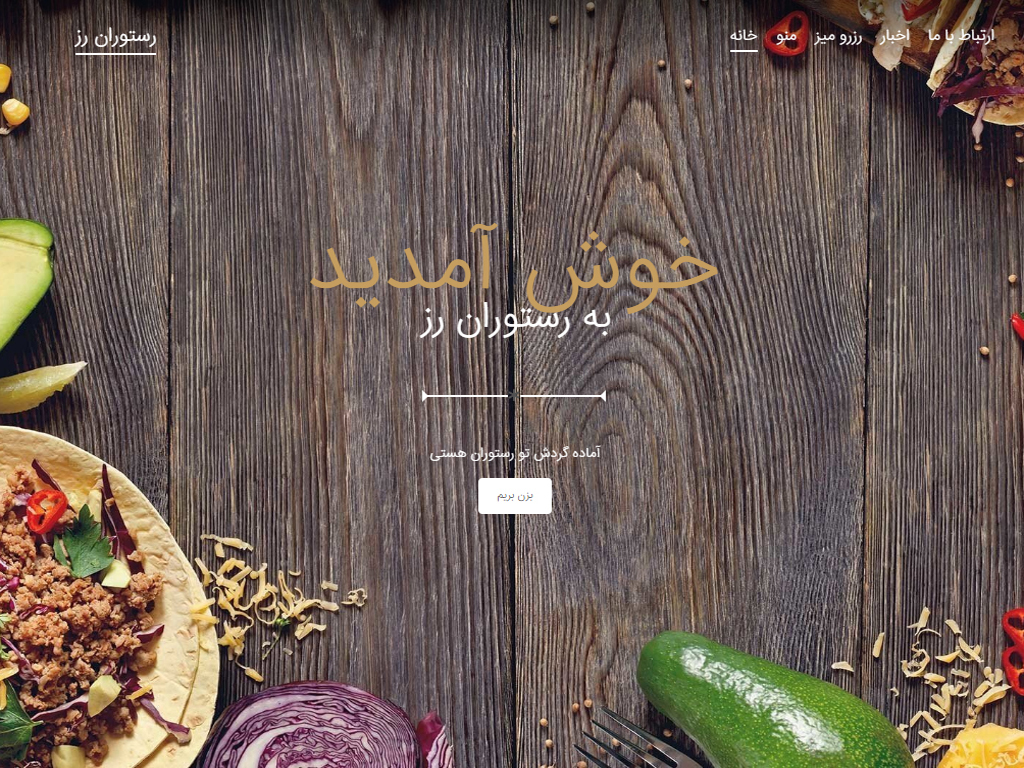 رستوران رز
خانه
منو
رزرو میز
اخبار
ارتباط با ما
خوش آمدید
به رستوران رز
آماده گردش تو رستوران هستی
بزن بریم